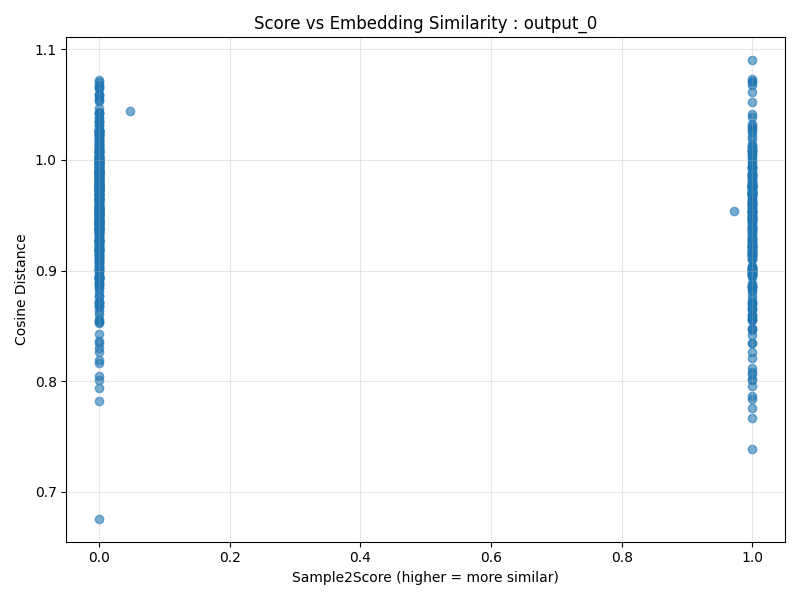 Score vs Embedding Similarity : output_0
1.1
1.0
0.9
0.8
0.7
Cosine Distance
0.0 0.2 0.4 0.6 0.8 1.0
Sample2Score (higher = more similar)